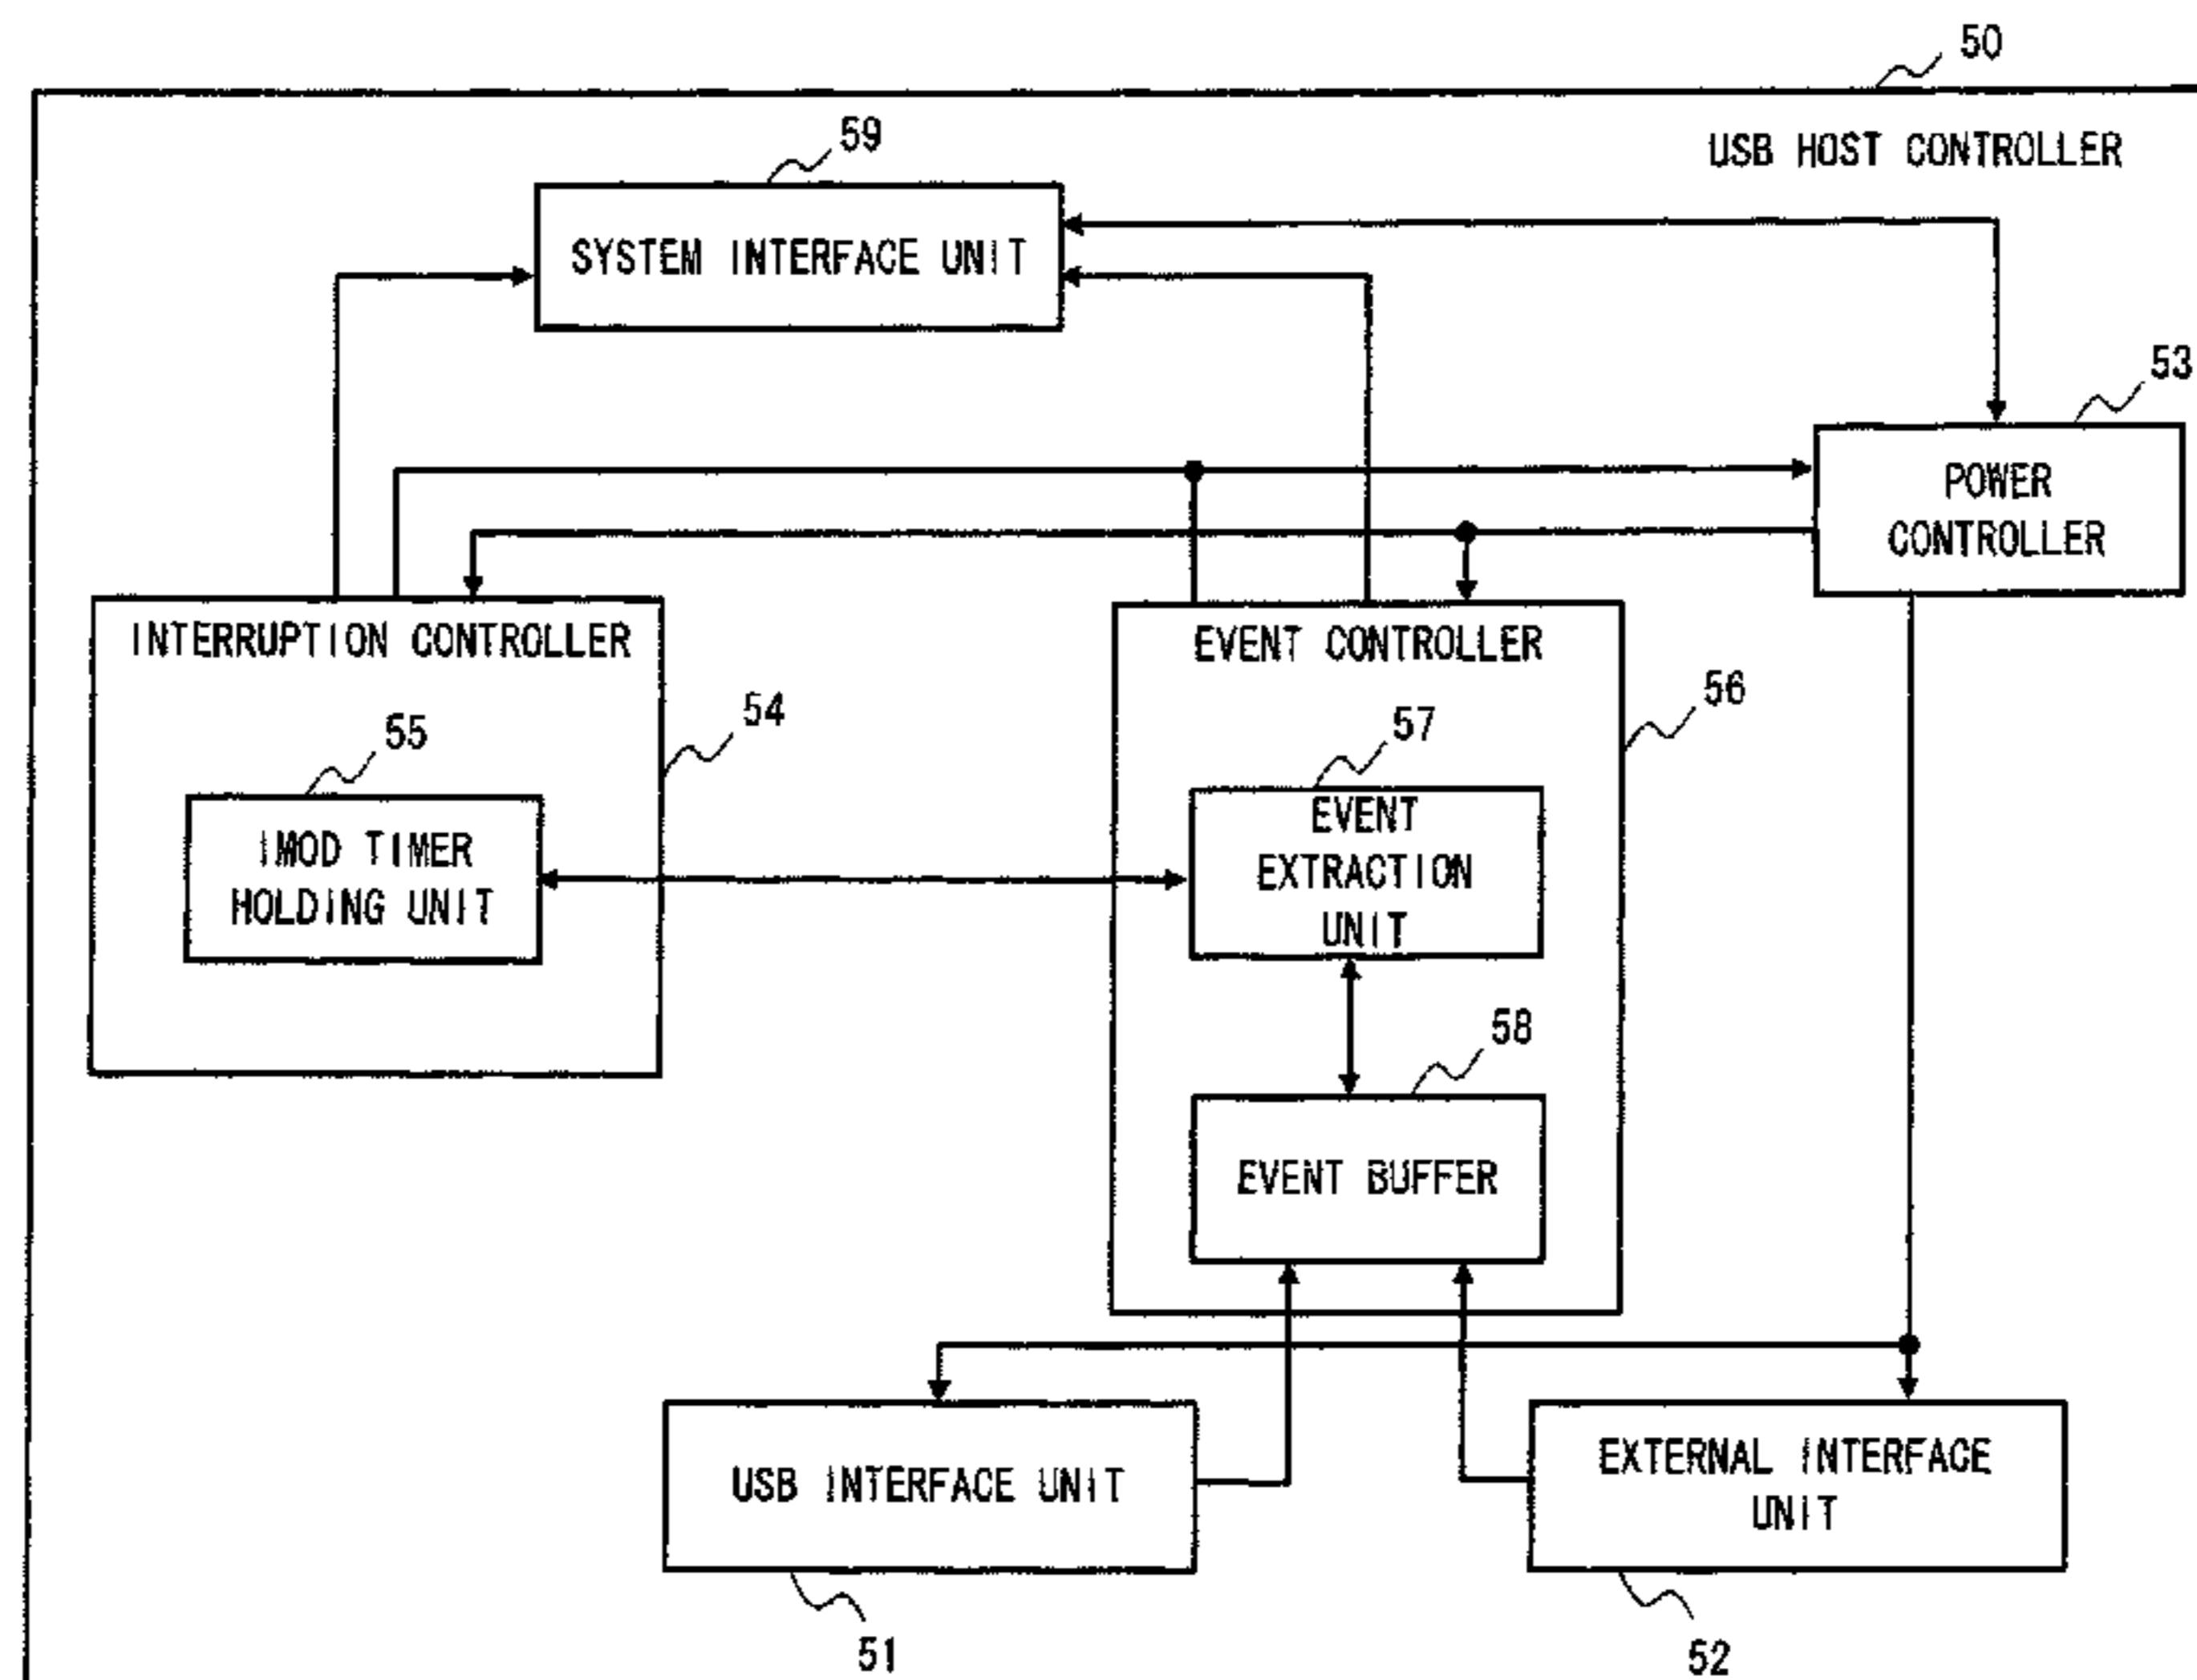 50
USB HOST CONTROLLER
59
SYSTEM INTERFACE UNIT
53
POWER
CONTROLLER
INTERRUPTION CONTROLLER
54
55
IMOD TIMER
HOLDING UNIT
EVENT CONTROLLER
56
57
EVENT
EXTRACTION
UNIT
58
EVENT BUFFER
USB INTERFACE UNIT
51
EXTERNAL INTERFACE
UNIT
52